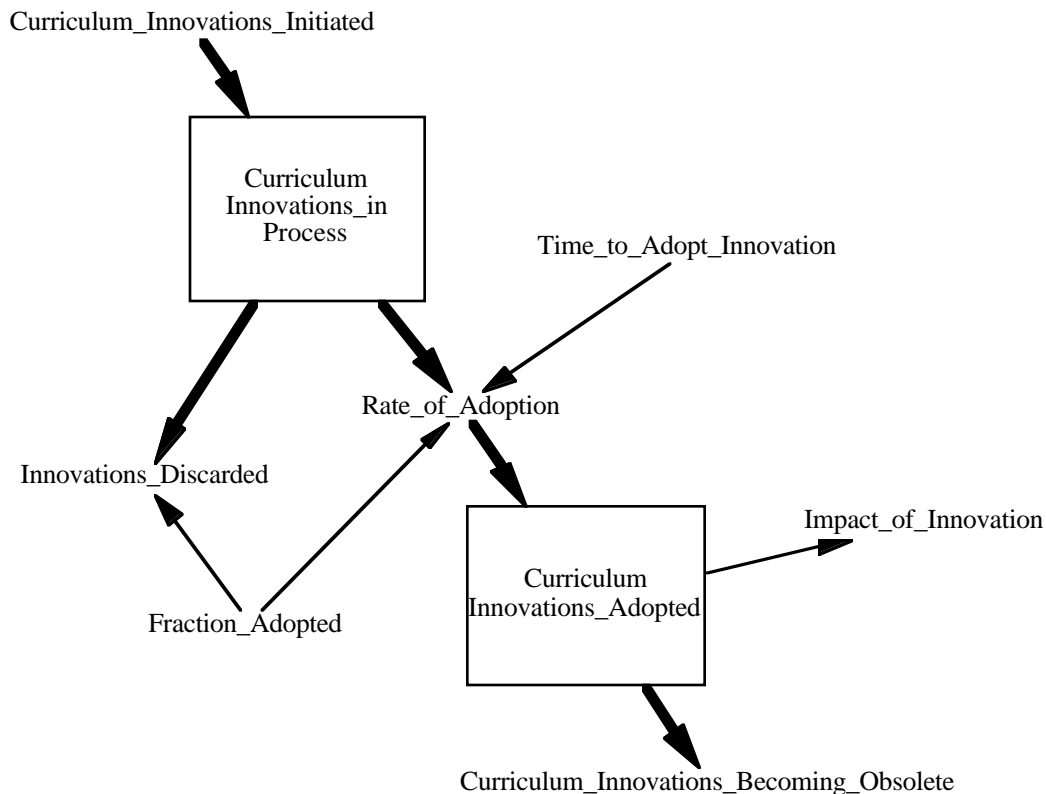 Curriculum_Innovations_Initiated
Curriculum
Innovations_in
Process
Time_to_Adopt_Innovation
Rate_of_Adoption
Innovations_Discarded
Impact_of_Innovation
Curriculum
Innovations_Adopted
Fraction_Adopted
Curriculum_Innovations_Becoming_Obsolete